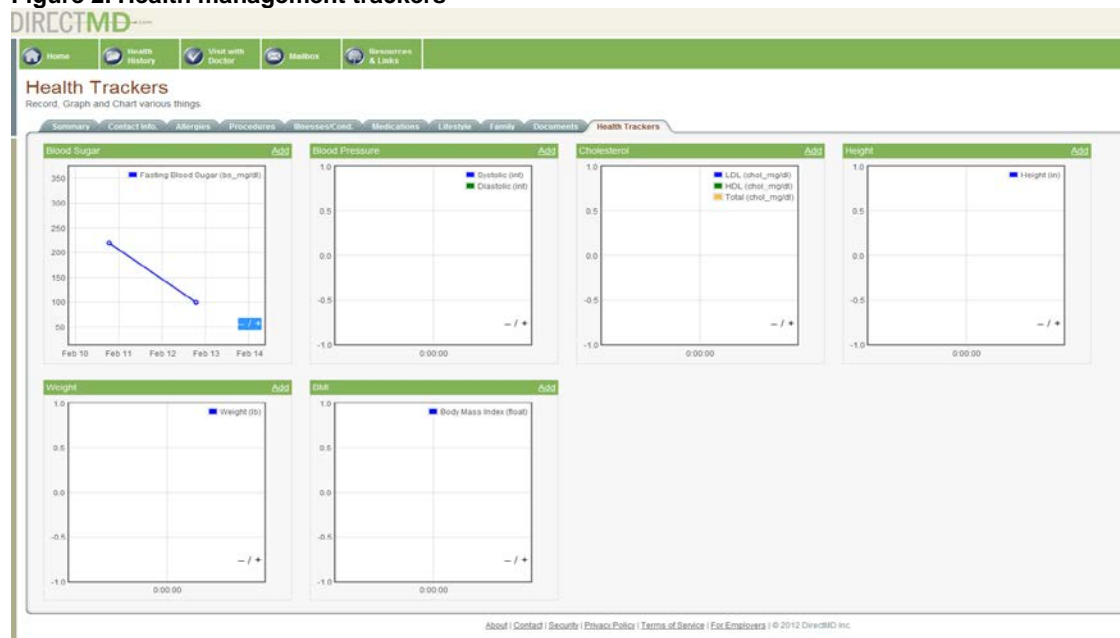 Figure 2. Health management trackers
DIRECTMD
Home
Health History
Visit with Doctor
Mailbox
Resources & Links
Health Trackers
Record, Graph and Chart various things.
Summary Contact Info. Allergies Procedures Illnesses/Cond. Medications Lifestyle Family Documents Health Trackers
Blood Sugar Add
Fasting Blood Sugar (bs_mg/dl)
350
300
250
200
150
100
50
– / +
Feb 10 Feb 11 Feb 12 Feb 13 Feb 14
Blood Pressure Add
1.0
Systolic (int)
Diastolic (int)
0.5
0.0
-0.5
– / +
-1.0
0:00:00
Cholesterol Add
1.0
LDL (chol_mg/dl)
HDL (chol_mg/dl)
Total (chol_mg/dl)
0.5
0.0
-0.5
– / +
-1.0
0:00:00
Height Add
1.0
Height (in)
0.5
0.0
-0.5
– / +
-1.0
0:00:00
Weight Add
1.0
Weight (lb)
0.5
0.0
-0.5
– / +
-1.0
0:00:00
BMI Add
1.0
Body Mass Index (float)
0.5
0.0
-0.5
– / +
-1.0
0:00:00
About | Contact | Security | Privacy Policy | Terms of Service | For Employers | © 2012 DirectMD Inc.